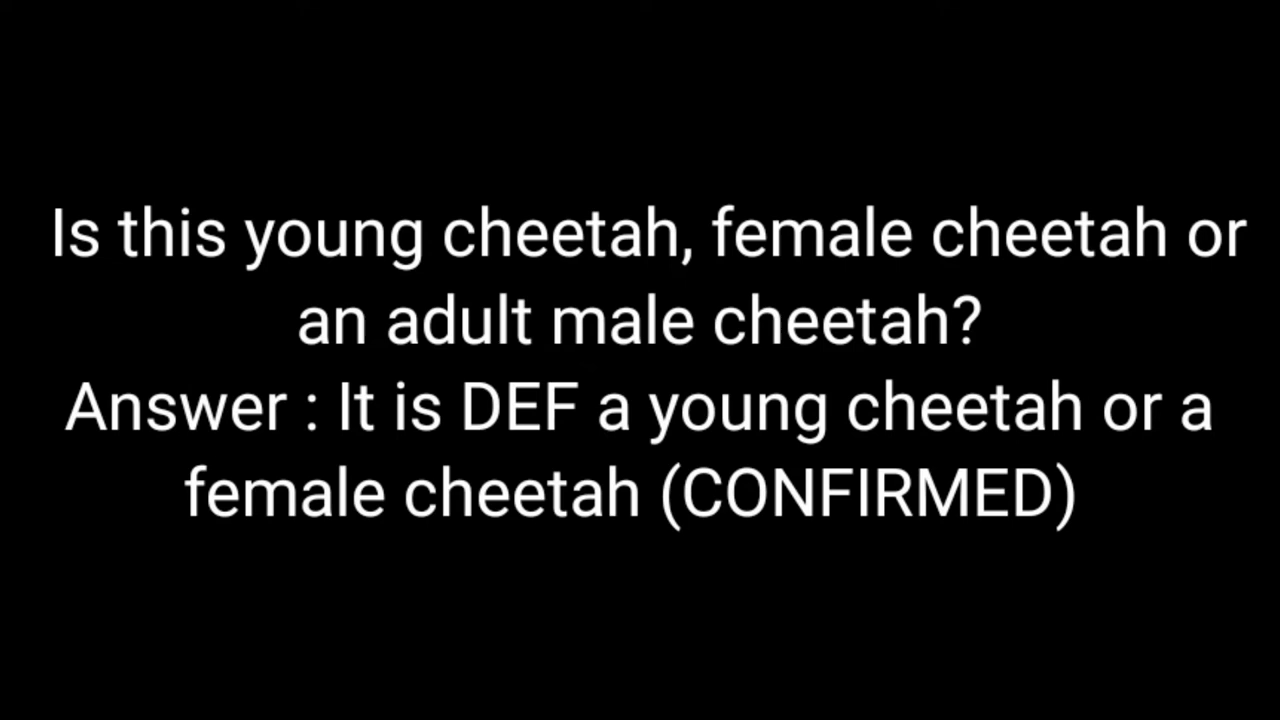 Is this young cheetah, female cheetah or
an adult male cheetah?
Answer : It is DEF a young cheetah or a
female cheetah (CONFIRMED)